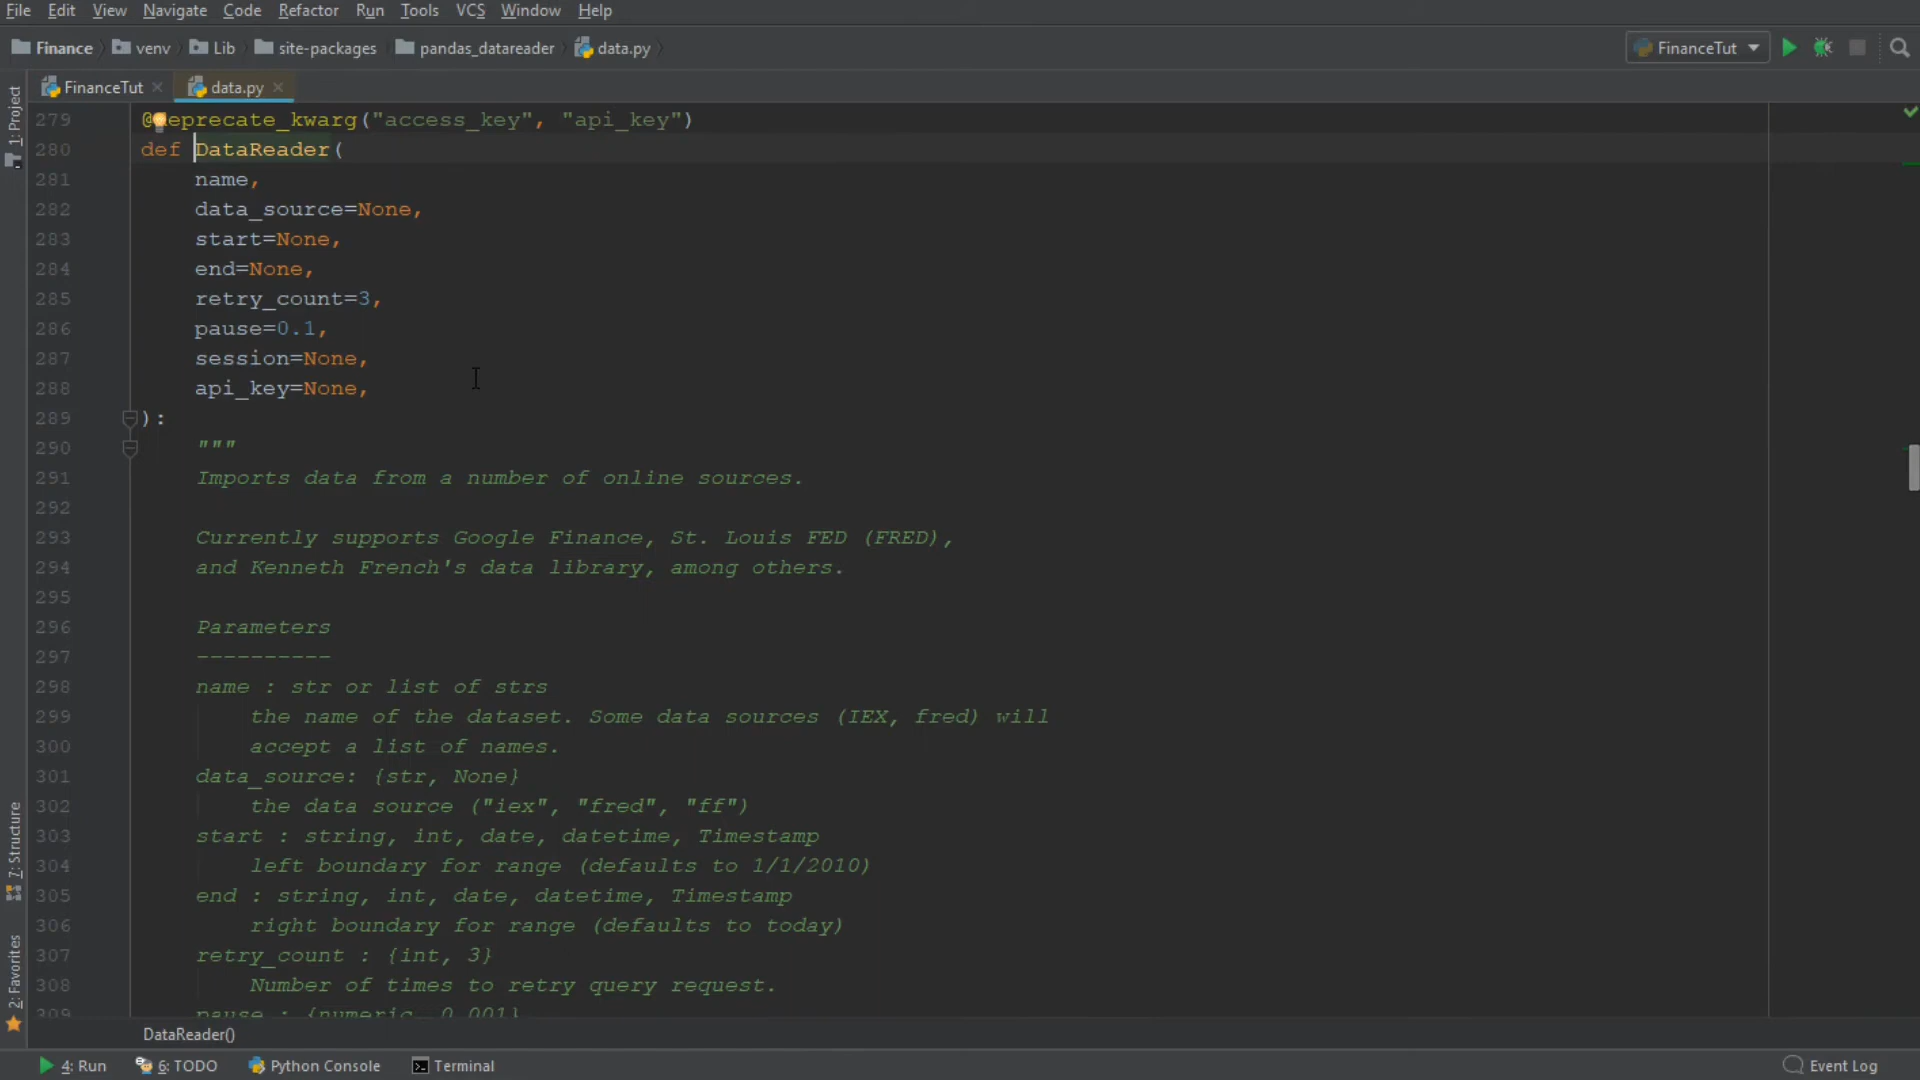 File Edit View Navigate Code Refactor Run Tools VCS Window Help
Finance venv Lib site-packages pandas_datareader data.py FinanceTut
FinanceTut data.py
1: Project
279 @deprecate_kwarg("access_key", "api_key")
280 def DataReader(
281 name,
282 data_source=None,
283 start=None,
284 end=None,
285 retry_count=3,
286 pause=0.1,
287 session=None,
288 api_key=None,
289 ):
290 """
291 Imports data from a number of online sources.
292
293 Currently supports Google Finance, St. Louis FED (FRED),
294 and Kenneth French's data library, among others.
295
296 Parameters
297 ----------
298 name : str or list of strs
299 the name of the dataset. Some data sources (IEX, fred) will
300 accept a list of names.
301 data_source: {str, None}
302 the data source ("iex", "fred", "ff")
303 start : string, int, date, datetime, Timestamp
304 left boundary for range (defaults to 1/1/2010)
305 end : string, int, date, datetime, Timestamp
306 right boundary for range (defaults to today)
307 retry_count : {int, 3}
308 Number of times to retry query request.
309 pause : {numeric, 0.001}
7: Structure
2: Favorites
DataReader()
4: Run 6: TODO Python Console Terminal Event Log